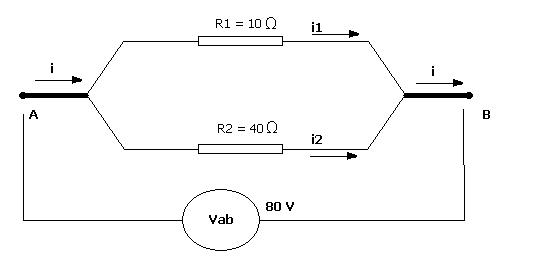 R1 = 10 Ω
i1
i
i
A
B
R2 = 40 Ω
i2
80 V
Vab